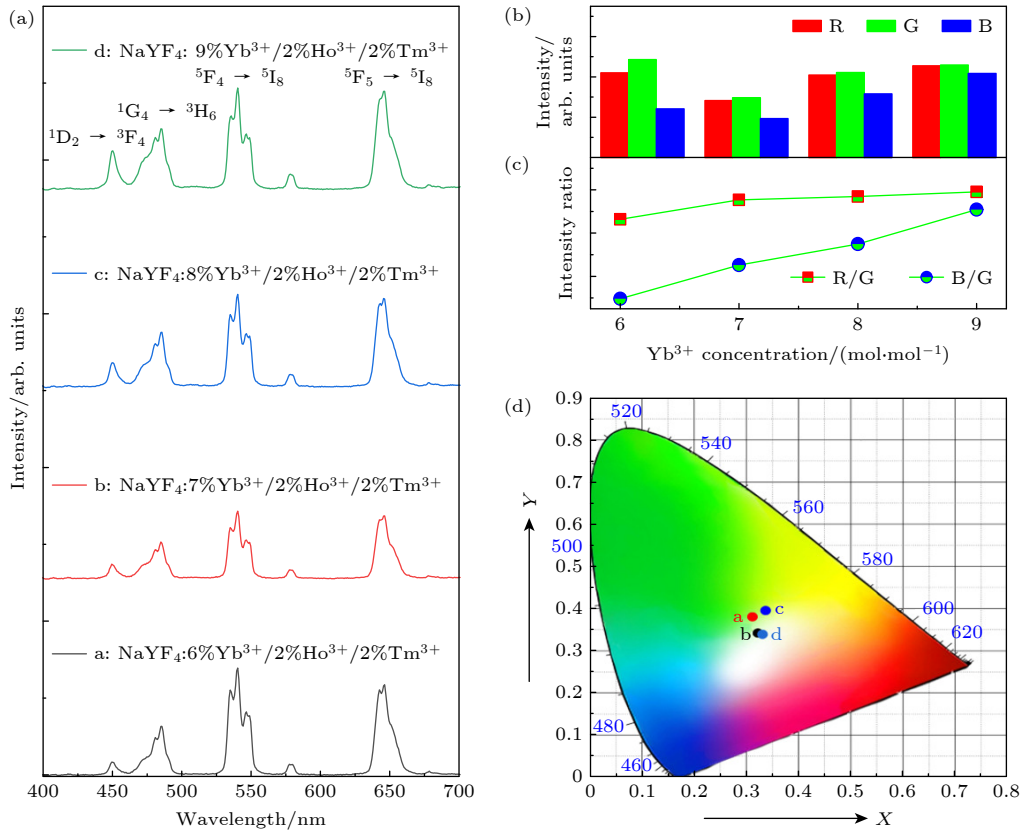 (a)
d: NaYF₄: 9%Yb³⁺/2%Ho³⁺/2%Tm³⁺
⁵F₄ → ⁵I₈
⁵F₅ → ⁵I₈
¹G₄ → ³H₆
¹D₂ → ³F₄
c: NaYF₄:8%Yb³⁺/2%Ho³⁺/2%Tm³⁺
b: NaYF₄:7%Yb³⁺/2%Ho³⁺/2%Tm³⁺
a: NaYF₄:6%Yb³⁺/2%Ho³⁺/2%Tm³⁺
Intensity/arb. units
400 450 500 550 600 650 700
Wavelength/nm
(b)
R G B
Intensity/
arb. units
(c)
Intensity ratio
R/G B/G
6 7 8 9
Yb³⁺ concentration/(mol·mol⁻¹)
(d)
0.9
0.8
0.7
0.6
0.5
0.4
0.3
0.2
0.1
0
Y
520
540
560
500
580
600
620
480
460
a
c
b
d
0 0.1 0.2 0.3 0.4 0.5 0.6 0.7 0.8
X